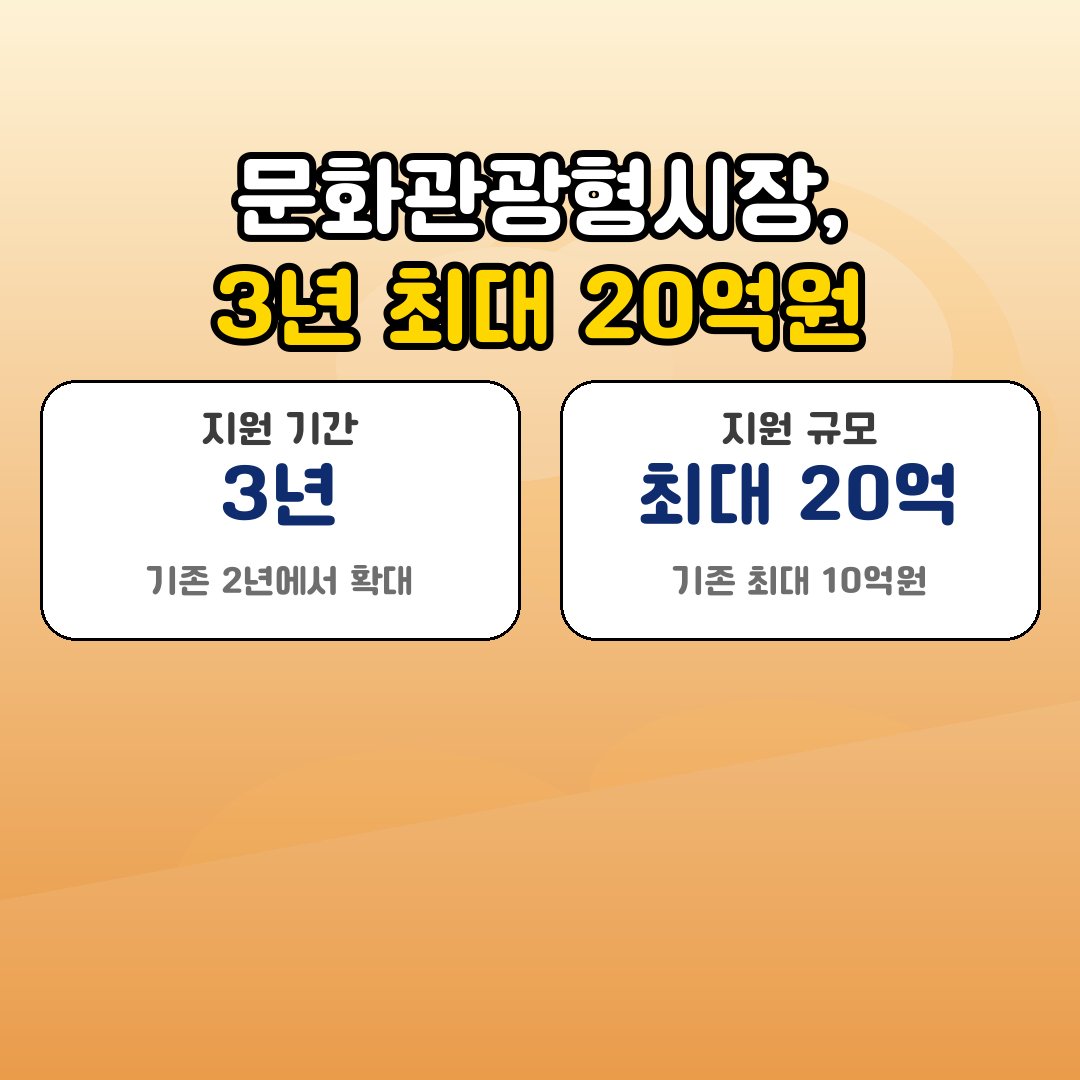 문화관광형시장,
3년 최대 20억원
지원 기간
3년
기존 2년에서 확대
지원 규모
최대 20억
기존 최대 10억원